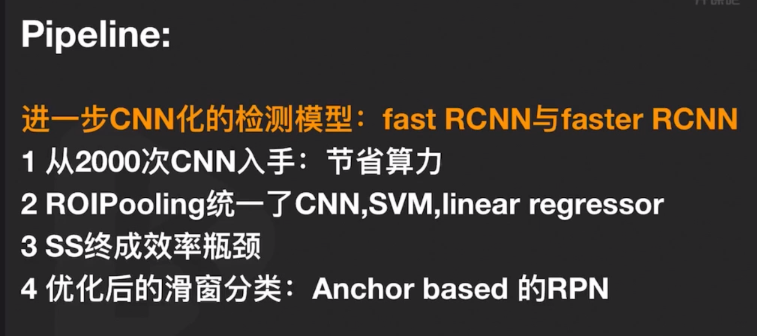 Pipeline:
进一步CNN化的检测模型：fast RCNN与faster RCNN
1 从2000次CNN入手：节省算力
2 ROIPooling统一了CNN,SVM,linear regressor
3 SS终成效率瓶颈
4 优化后的滑窗分类：Anchor based 的RPN